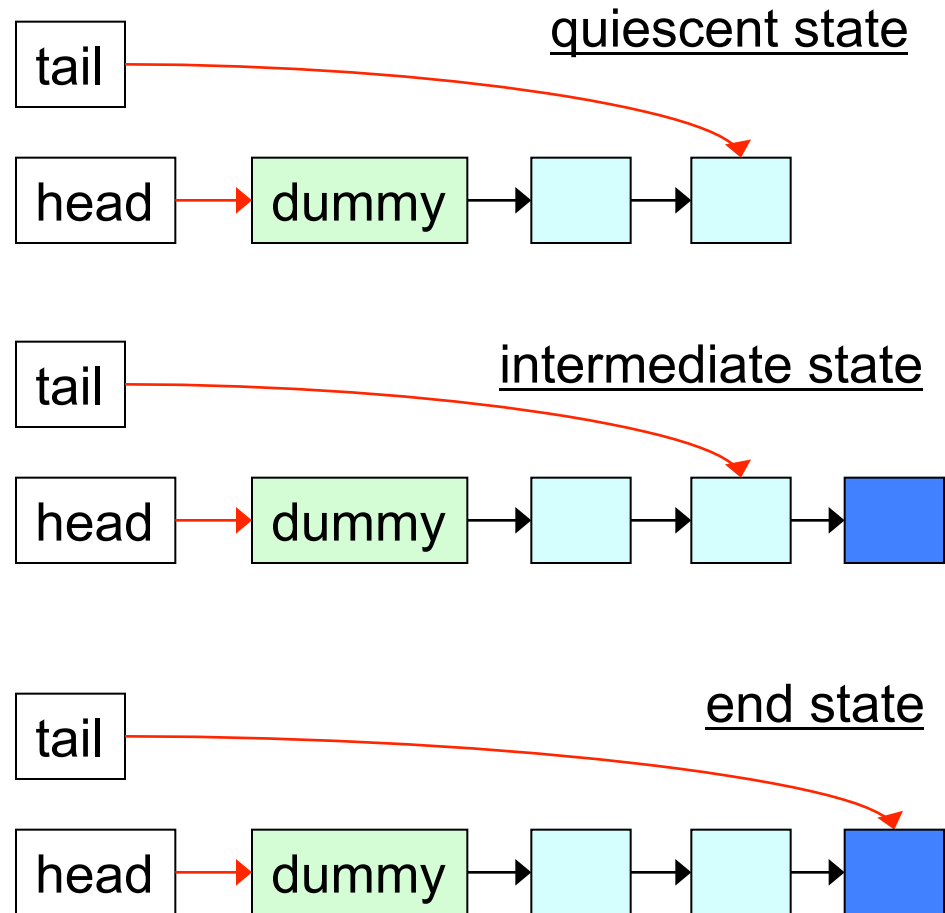 quiescent state
tail
head dummy
intermediate state
tail
head dummy
end state
tail
head dummy